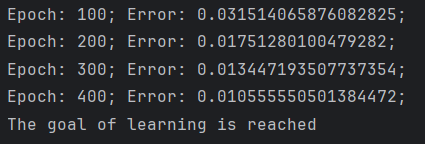 Epoch: 100; Error: 0.031514065876082825;
Epoch: 200; Error: 0.01751280100479282;
Epoch: 300; Error: 0.013447193507737354;
Epoch: 400; Error: 0.010555550501384472;
The goal of learning is reached